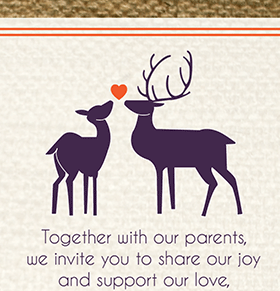 Together with our parents,
we invite you to share our joy
and support our love,